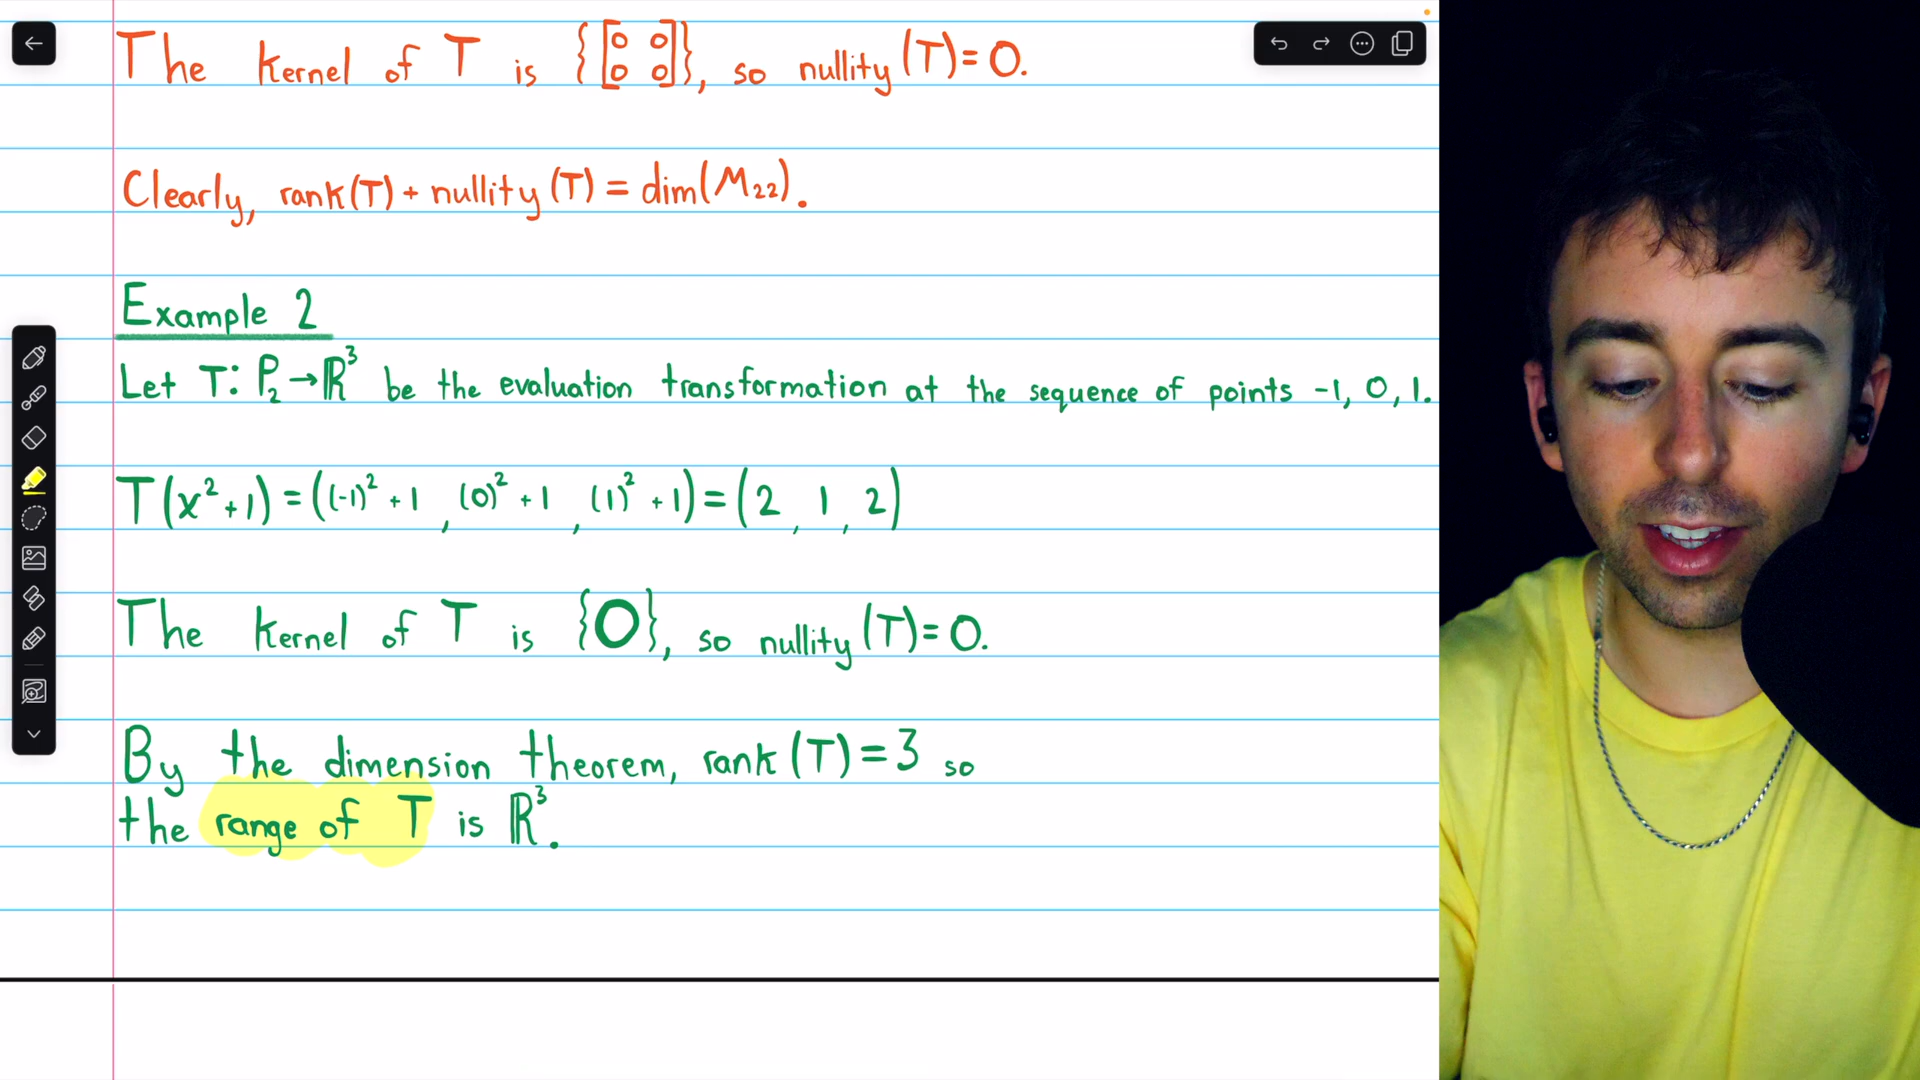 The kernel of T is {[0 0 0 0]}, so nullity (T)=0.
Clearly, rank(T) + nullity (T) = dim(M₂₂).
Example 2
Let T: P₂→ℝ³ be the evaluation transformation at the sequence of points -1, 0, 1.
T(x²+1) = ((-1)²+1, (0)²+1, (1)²+1) = (2, 1, 2)
The kernel of T is {0}, so nullity (T)=0.
By the dimension theorem, rank (T) = 3 so
the range of T is ℝ³.